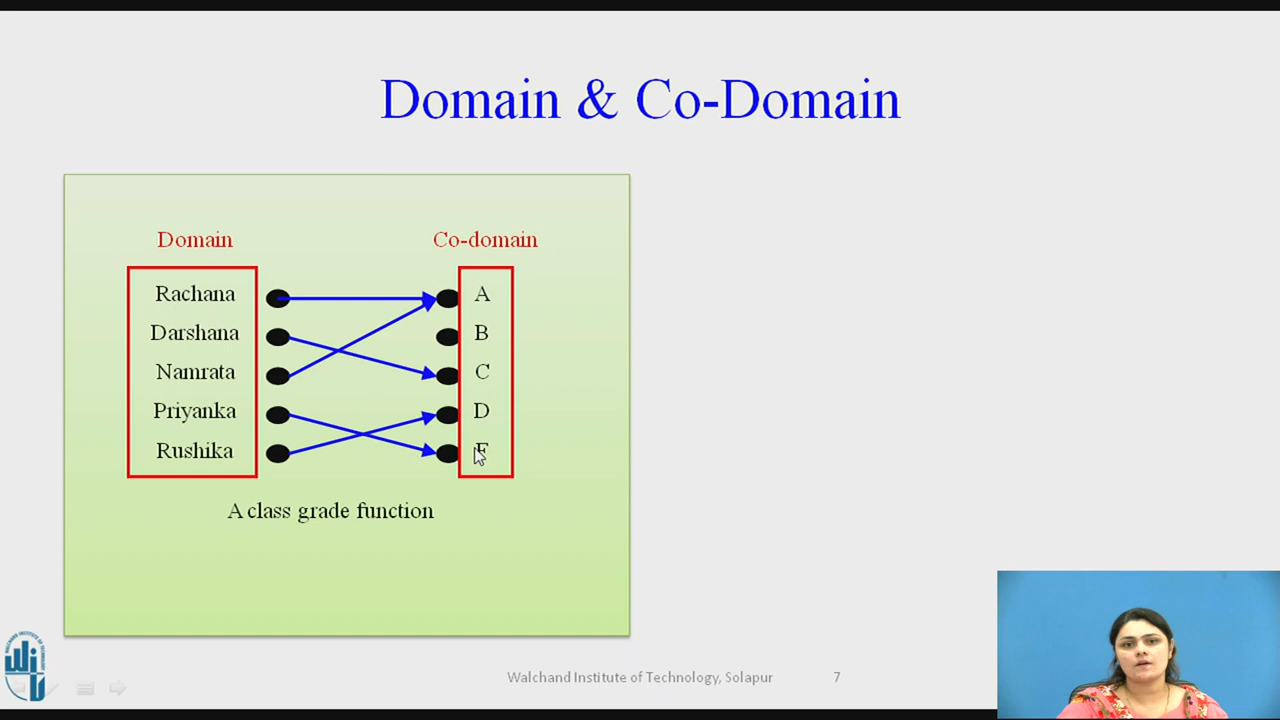 Domain & Co-Domain
Domain
Co-domain
Rachana
A
Darshana
B
Namrata
C
Priyanka
D
Rushika
F
A class grade function
Walchand Institute of Technology, Solapur
7